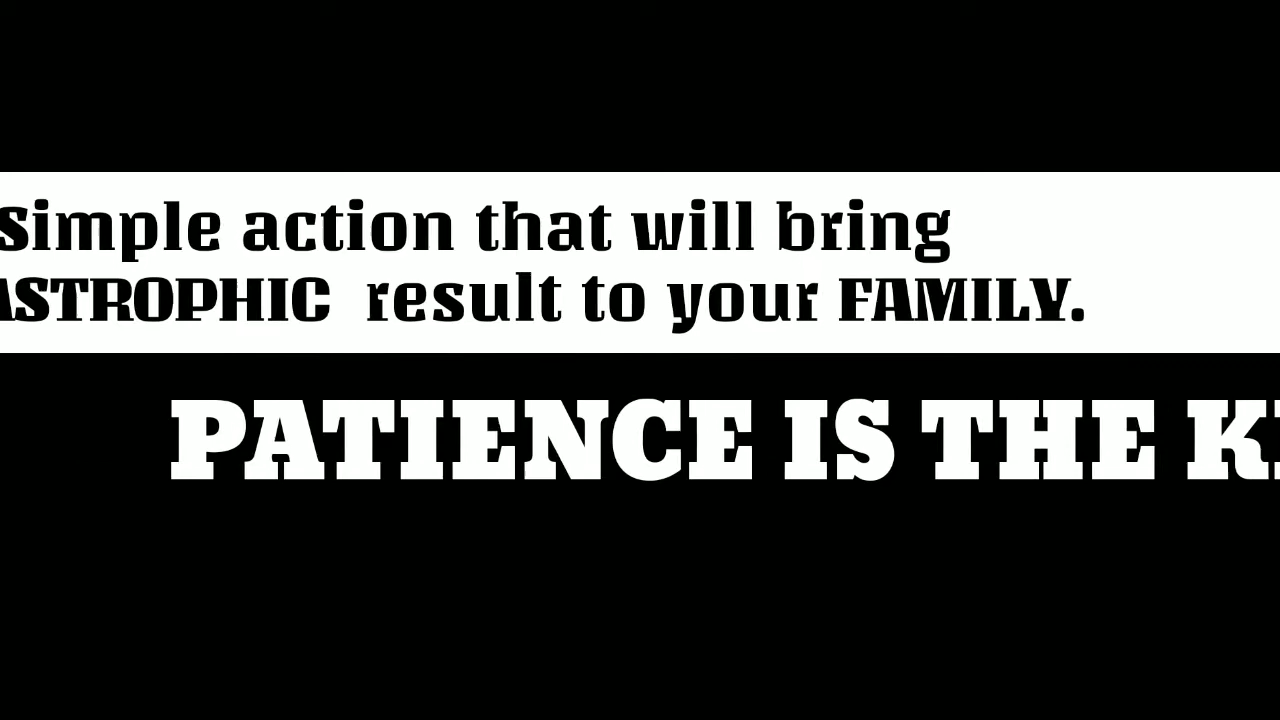 Simple action that will bring
ASTROPHIC result to your FAMILY.
PATIENCE IS THE